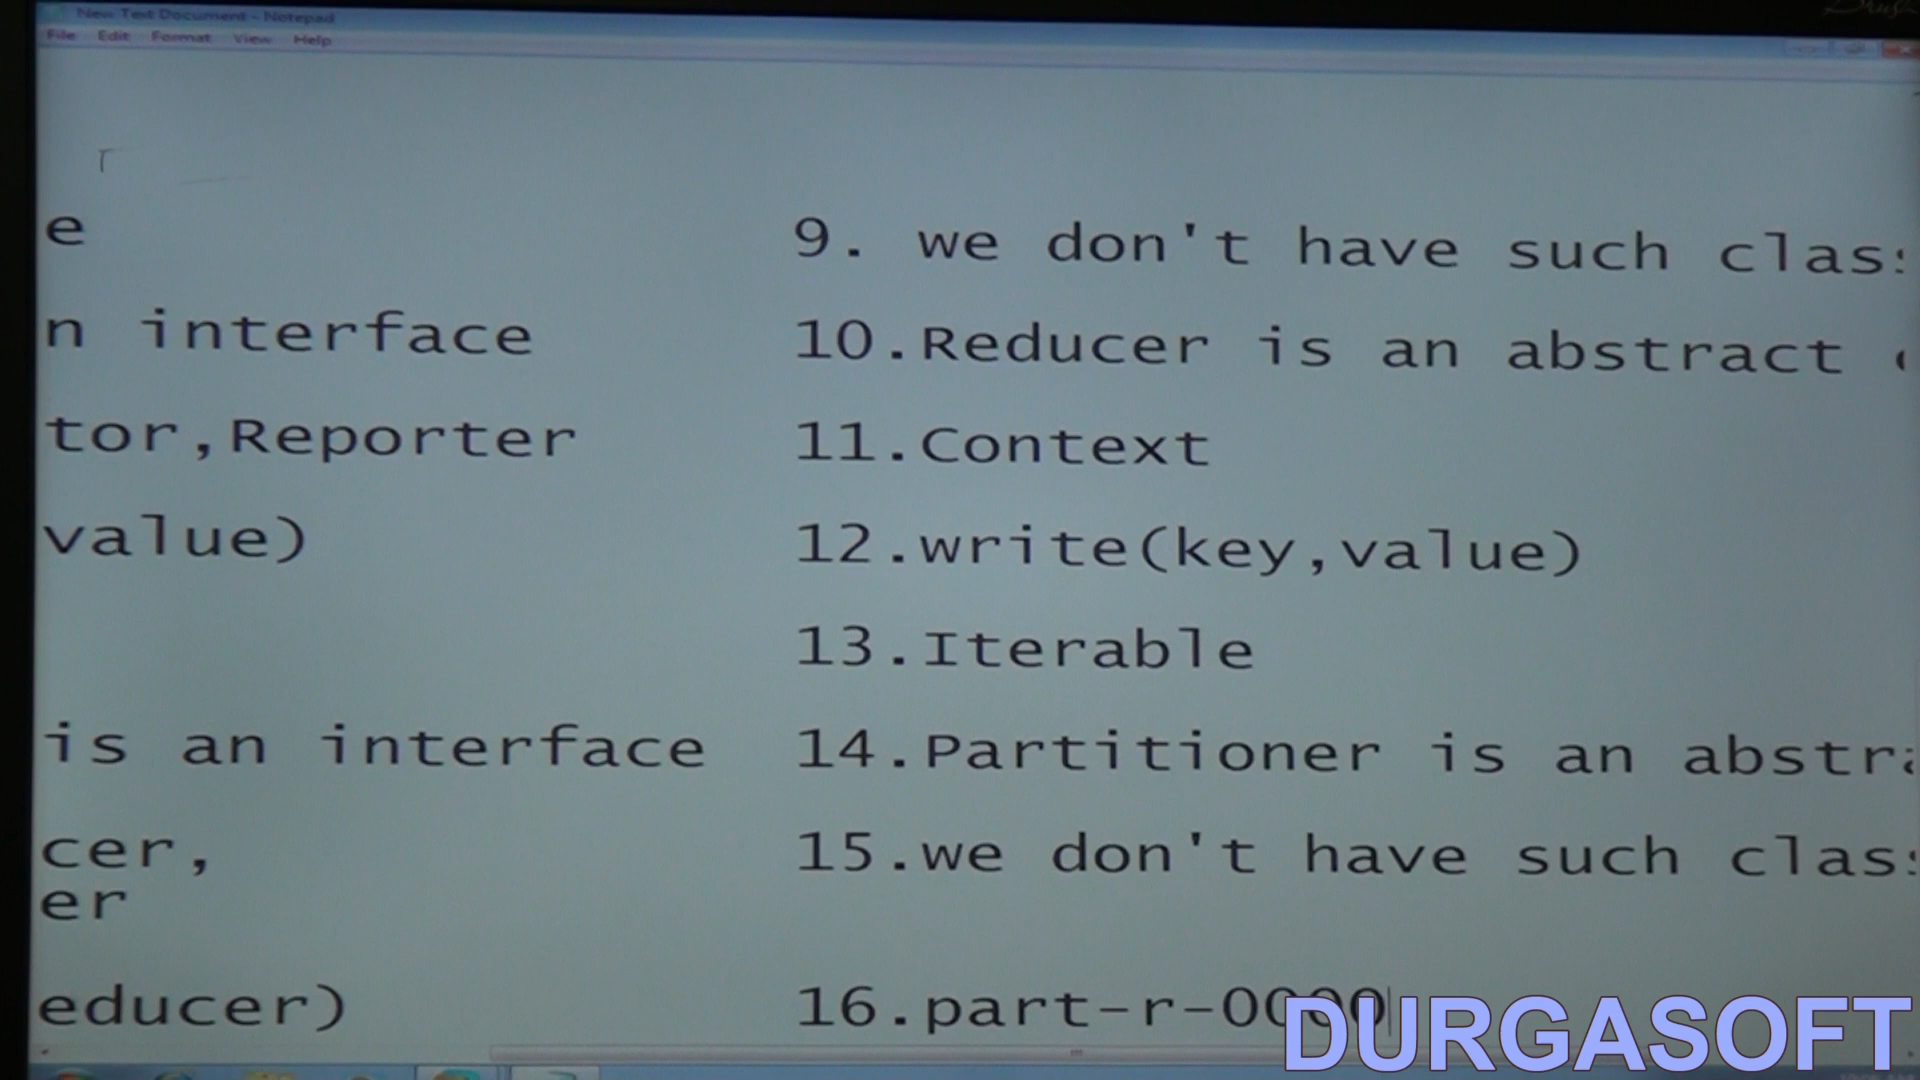 New Text Document - Notepad
File Edit Format View Help
e 9. we don't have such clas
n interface 10.Reducer is an abstract
tor,Reporter 11.Context
value) 12.write(key,value)
13.Iterable
is an interface 14.Partitioner is an abstr
cer, 15.we don't have such clas
er
educer) 16.part-r-0000
DURGASOFT